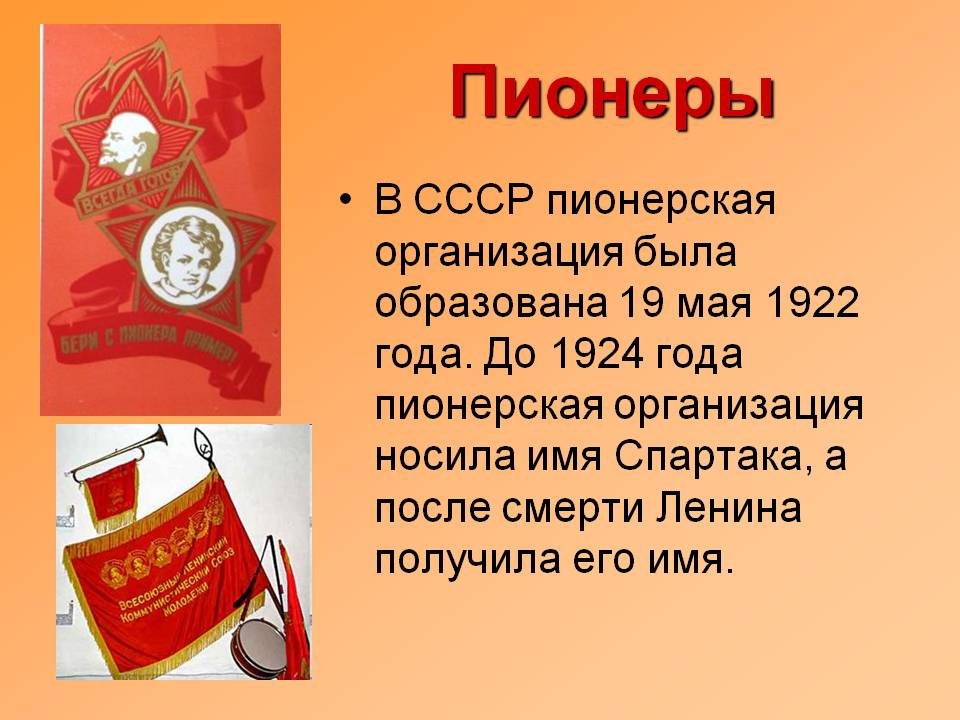 Пионеры
• В СССР пионерская
организация была
образована 19 мая 1922
года. До 1924 года
пионерская организация
носила имя Спартака, а
после смерти Ленина
получила его имя.
ВСЕГДА ГОТОВ
БЕРИ С ПИОНЕРА ПРИМЕР!
ВСЕСОЮЗНЫЙ ЛЕНИНСКИЙ
КОММУНИСТИЧЕСКИЙ СОЮЗ
МОЛОДЕЖИ